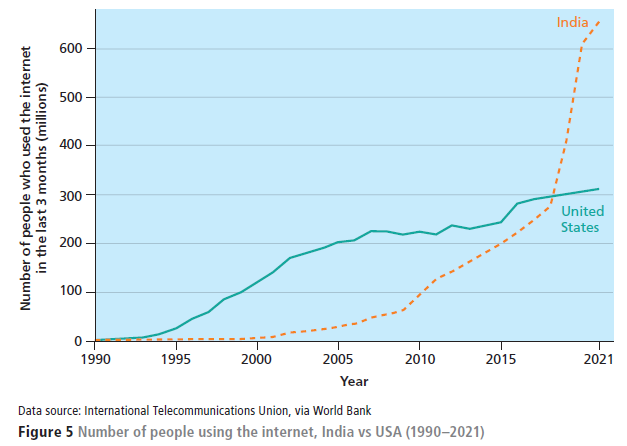 India
600
500
400
300
200
100
0
Number of people who used the internet
in the last 3 months (millions)
United
States
1990 1995 2000 2005 2010 2015 2021
Year
Data source: International Telecommunications Union, via World Bank
Figure 5 Number of people using the internet, India vs USA (1990–2021)